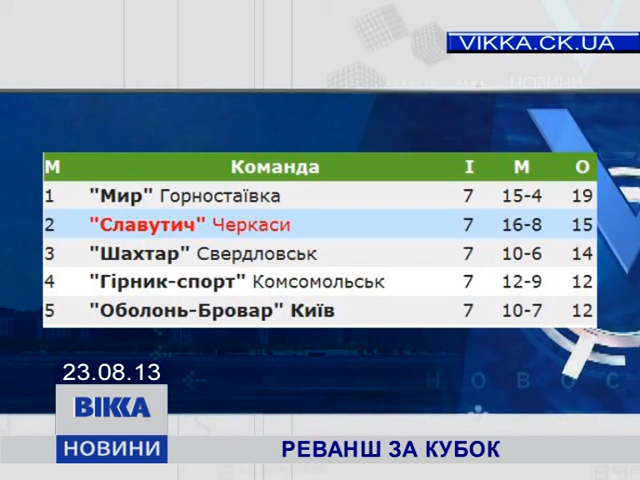 VIKKA.CK.UA
НОВИНИ
М Команда І М О
1 "Мир" Горностаївка 7 15-4 19
2 "Славутич" Черкаси 7 16-8 15
3 "Шахтар" Свердловськ 7 10-6 14
4 "Гірник-спорт" Комсомольськ 7 12-9 12
5 "Оболонь-Бровар" Київ 7 10-7 12
Н О В О С
23.08.13
ВІККА
НОВИНИ
РЕВАНШ ЗА КУБОК